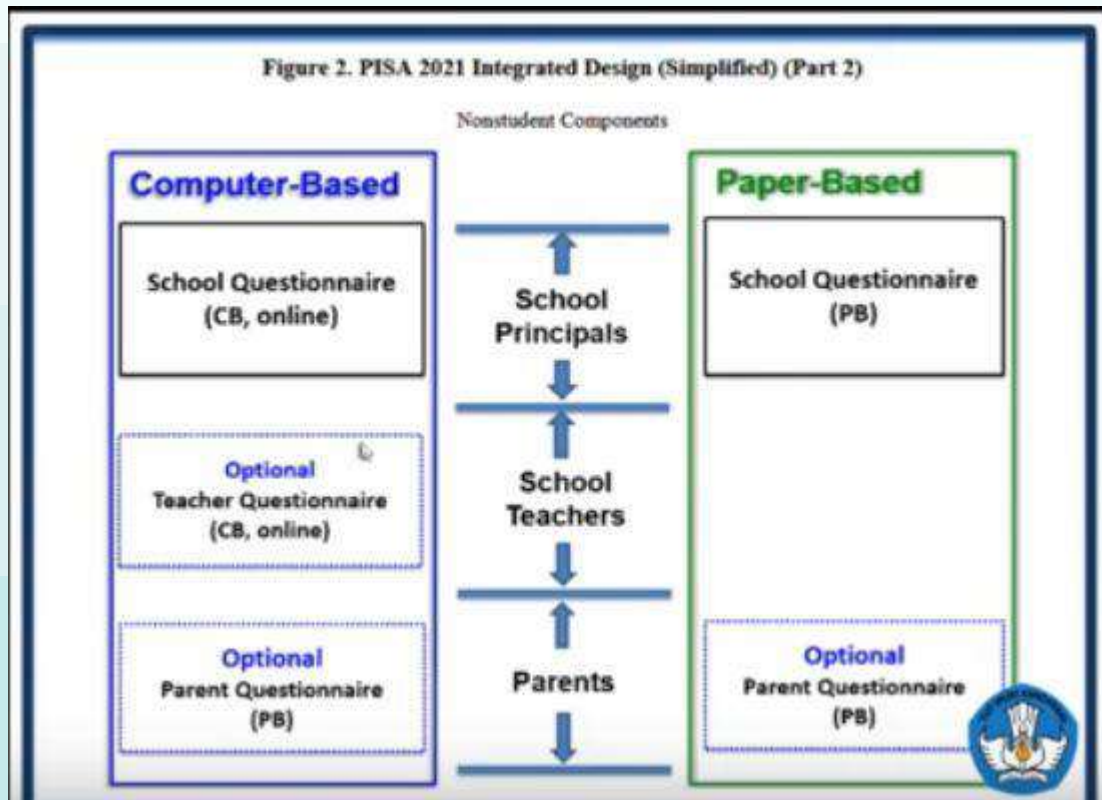 Figure 2. PISA 2021 Integrated Design (Simplified) (Part 2)
Nonstudent Components
Computer-Based
School Questionnaire
(CB, online)
Optional
Teacher Questionnaire
(CB, online)
Optional
Parent Questionnaire
(PB)
School
Principals
School
Teachers
Parents
Paper-Based
School Questionnaire
(PB)
Optional
Parent Questionnaire
(PB)